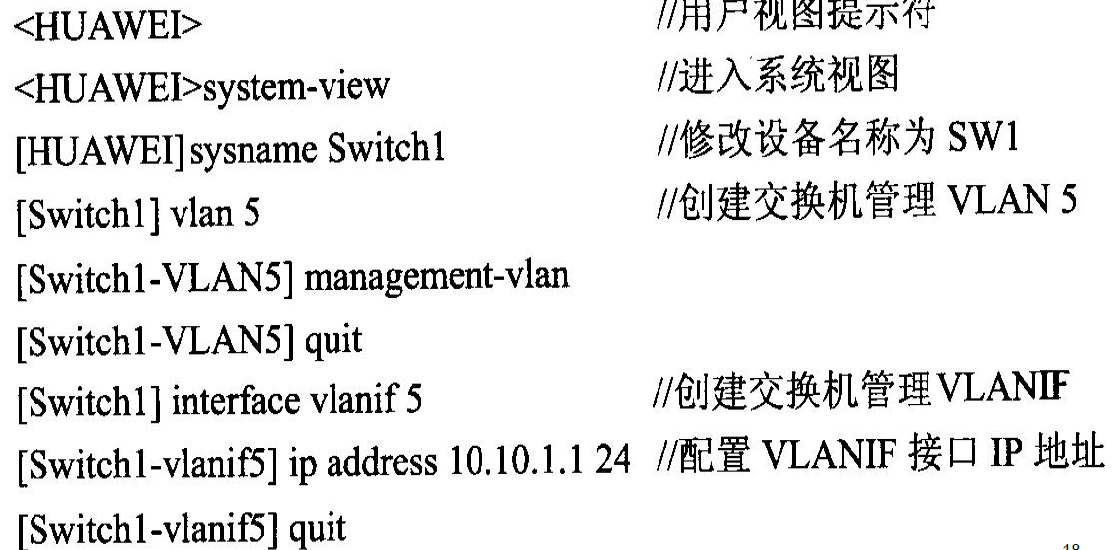 <HUAWEI> //用户视图提示符
<HUAWEI>system-view //进入系统视图
[HUAWEI]sysname Switch1 //修改设备名称为 SW1
[Switch1] vlan 5 //创建交换机管理 VLAN 5
[Switch1-VLAN5] management-vlan
[Switch1-VLAN5] quit
[Switch1] interface vlanif 5 //创建交换机管理VLANIF
[Switch1-vlanif5] ip address 10.10.1.1 24 //配置 VLANIF 接口 IP 地址
[Switch1-vlanif5] quit
18